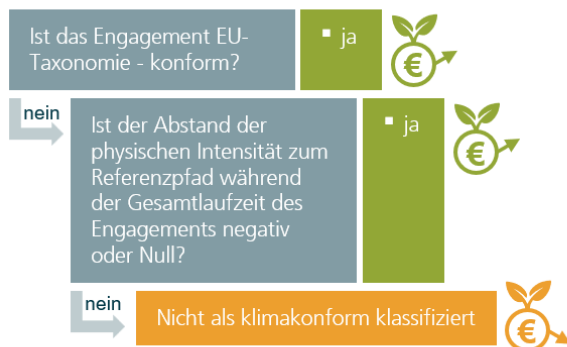 Ist das Engagement EU-
Taxonomie - konform?
▪ ja
€
nein
Ist der Abstand der
physischen Intensität zum
Referenzpfad während
der Gesamtlaufzeit des
Engagements negativ
oder Null?
▪ ja
€
nein
Nicht als klimakonform klassifiziert
€